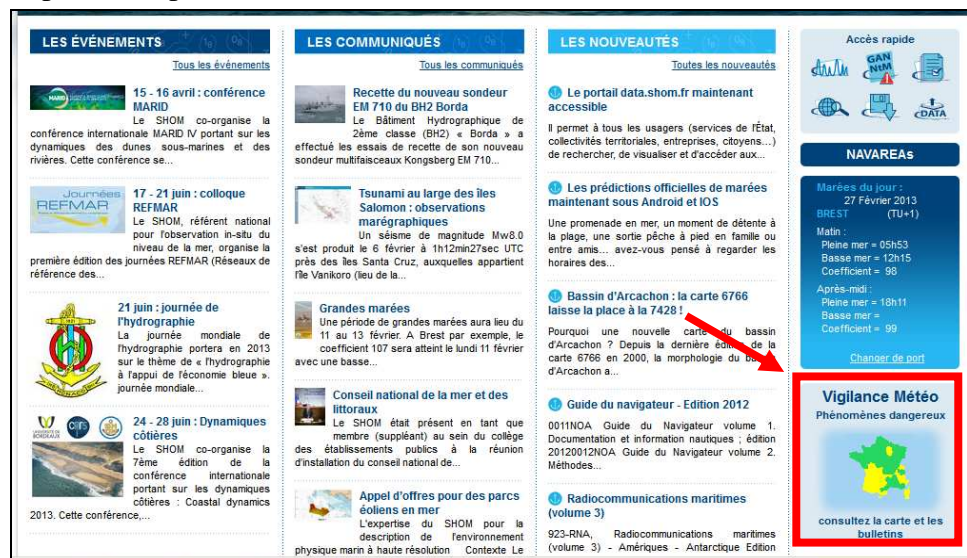 LES ÉVÉNEMENTS
Tous les événements
15 - 16 avril : conférence
MARID
Le SHOM co-organise la
conférence internationale MARID IV portant sur les
dynamiques des dunes sous-marines et des
rivières. Cette conférence se...
Journées
REFMAR
17 - 21 juin : colloque
REFMAR
Le SHOM, référent national
pour l'observation in-situ du
niveau de la mer, organise la
première édition des journées REFMAR (Réseaux de
référence des...
21 juin : journée de
l'hydrographie
La journée mondiale de
l'hydrographie portera en 2013
sur le thème de « l'hydrographie
à l'appui de l'économie bleue ».
journée mondiale...
24 - 28 juin : Dynamiques
côtières
Le SHOM co-organise la
7ème édition de la
conférence internationale
portant sur les dynamiques
côtières : Coastal dynamics
2013. Cette conférence,...
LES COMMUNIQUÉS
Tous les communiqués
Recette du nouveau sondeur
EM 710 du BH2 Borda
Le Bâtiment Hydrographique de
2ème classe (BH2) « Borda » a
effectué les essais de recette de son nouveau
sondeur multifaisceaux Kongsberg EM 710...
Tsunami au large des îles
Salomon : observations
marégraphiques
Un séisme de magnitude Mw8.0
s'est produit le 6 février à 1h12min27sec UTC
près des îles Santa Cruz, auxquelles appartient
l'île Vanikoro (lieu de la...
Grandes marées
Une période de grandes marées aura lieu du
11 au 13 février. A Brest par exemple, le
coefficient 107 sera atteint le lundi 11 février
avec une basse...
Conseil national de la mer et des
littoraux
Le SHOM était présent en tant que
membre (suppléant) au sein du collège
des établissements publics à la réunion
d'installation du conseil national de...
Appel d'offres pour des parcs
éoliens en mer
L'expertise du SHOM pour la
description de l'environnement
physique marin à haute résolution Contexte Le
LES NOUVEAUTÉS
Toutes les nouveautés
Le portail data.shom.fr maintenant
accessible
Il permet à tous les usagers (services de l'État,
collectivités territoriales, entreprises, citoyens...)
de rechercher, de visualiser et d'accéder aux...
Les prédictions officielles de marées
maintenant sous Android et IOS
Une promenade en mer, un moment de détente à
la plage, une sortie pêche à pied en famille ou
entre amis... avez-vous pensé à regarder les
horaires des...
Bassin d'Arcachon : la carte 6766
laisse la place à la 7428 !
Pourquoi une nouvelle carte du bassin
d'Arcachon ? Depuis la dernière édition de la
carte 6766 en 2000, la morphologie du bassin
d'Arcachon a...
Guide du navigateur - Edition 2012
0011NOA Guide du Navigateur volume 1.
Documentation et information nautiques ; édition
20120012NOA Guide du Navigateur volume 2.
Méthodes...
Radiocommunications maritimes
(volume 3)
923-RNA, Radiocommunications maritimes
(volume 3) - Amériques - Antarctique Edition
Accès rapide
GAN
NtM
DATA
NAVAREAs
Marées du jour :
27 Février 2013
BREST (TU+1)
Matin :
Pleine mer = 05h53
Basse mer = 12h15
Coefficient = 98
Après-midi :
Pleine mer = 18h11
Basse mer =
Coefficient = 99
Changer de port
Vigilance Météo
Phénomènes dangereux
consultez la carte et les
bulletins